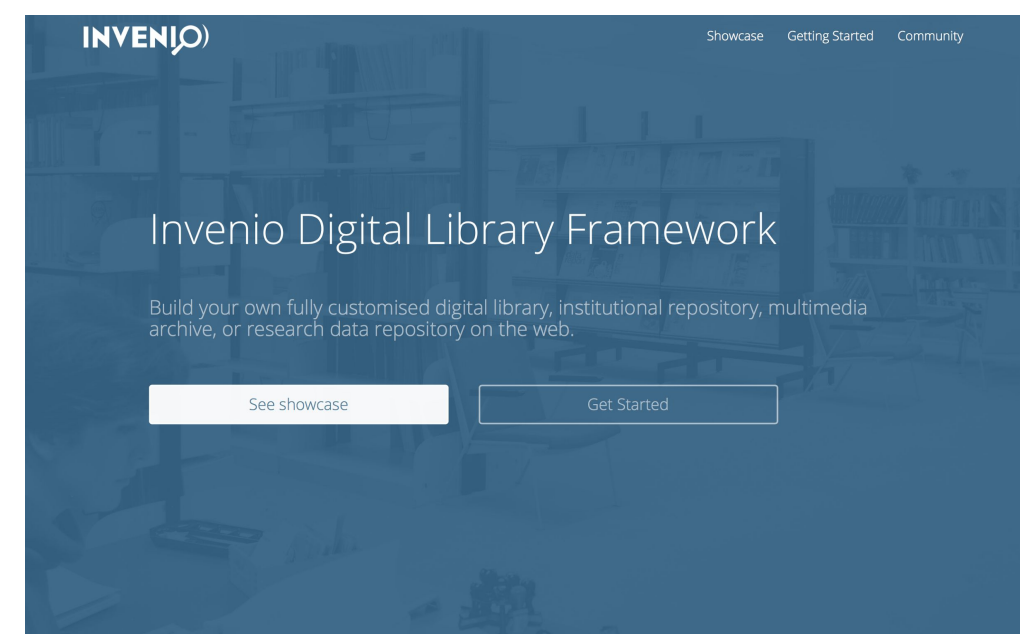 INVENIO
Showcase Getting Started Community
Invenio Digital Library Framework
Build your own fully customised digital library, institutional repository, multimedia
archive, or research data repository on the web.
See showcase Get Started